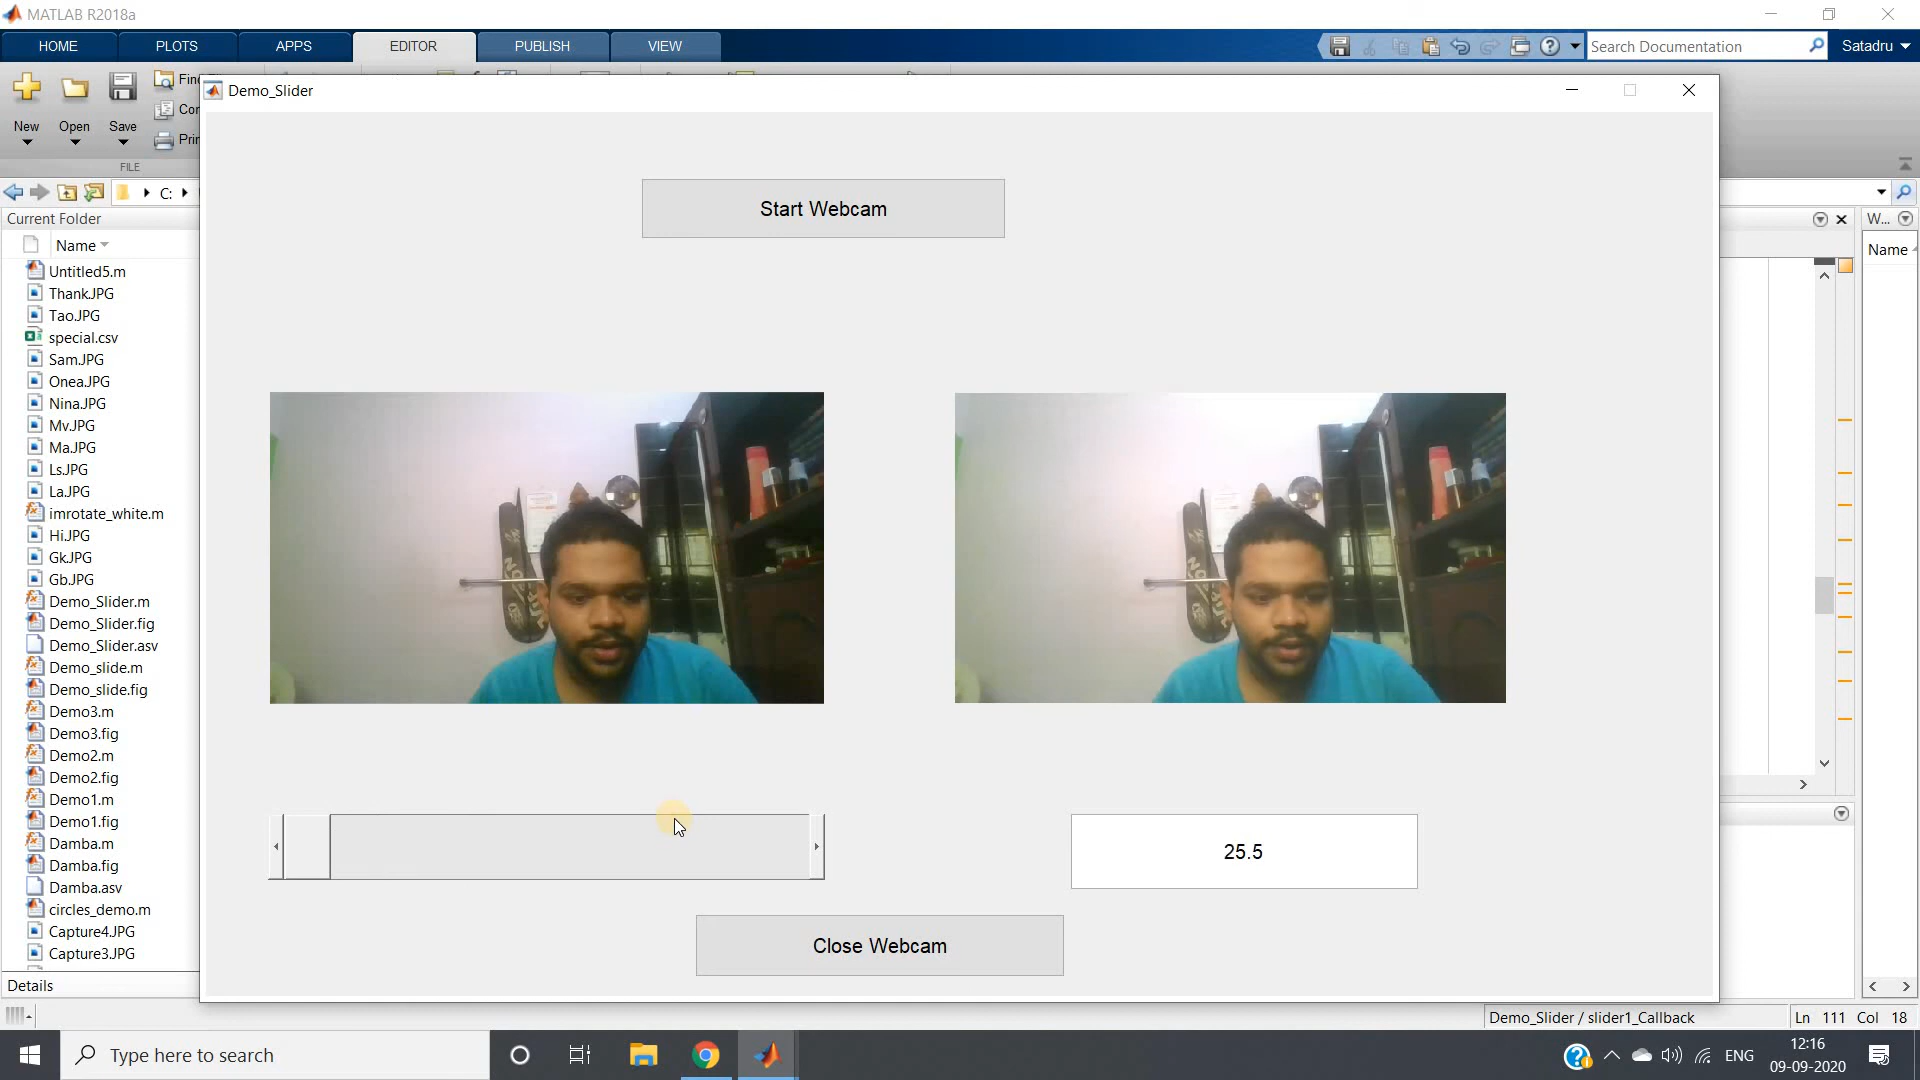 MATLAB R2018a
HOME
PLOTS
APPS
EDITOR
PUBLISH
VIEW
Search Documentation
Satadru
New
Open
Save
FILE
Demo_Slider
C:
Current Folder
Name
Untitled5.m
Thank.JPG
Tao.JPG
special.csv
Sam.JPG
Onea.JPG
Nina.JPG
Mv.JPG
Ma.JPG
Ls.JPG
La.JPG
imrotate_white.m
Hi.JPG
Gk.JPG
Gb.JPG
Demo_Slider.m
Demo_Slider.fig
Demo_Slider.asv
Demo_slide.m
Demo_slide.fig
Demo3.m
Demo3.fig
Demo2.m
Demo2.fig
Demo1.m
Demo1.fig
Damba.m
Damba.fig
Damba.asv
circles_demo.m
Capture4.JPG
Capture3.JPG
Details
Start Webcam
25.5
Close Webcam
W...
Name
Demo_Slider / slider1_Callback
Ln 111 Col 18
Type here to search
ENG
12:16
09-09-2020